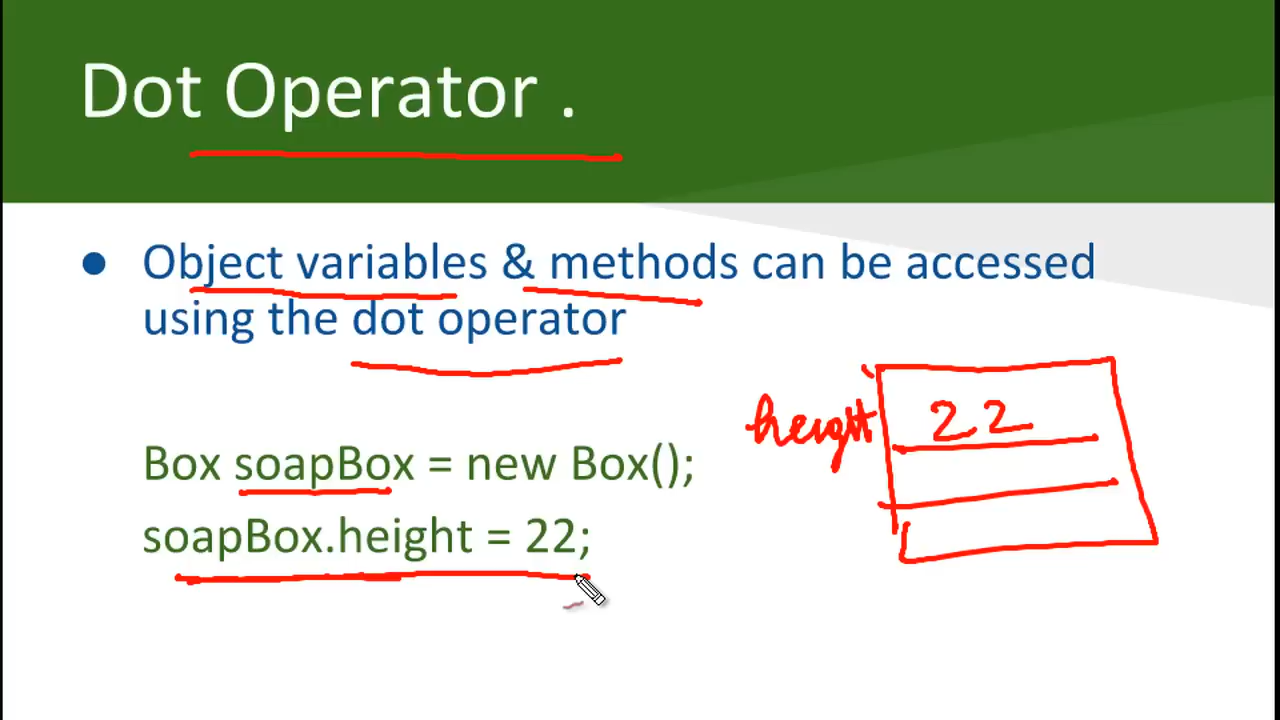 Dot Operator .
● Object variables & methods can be accessed
using the dot operator
height 22
Box soapBox = new Box();
soapBox.height = 22;